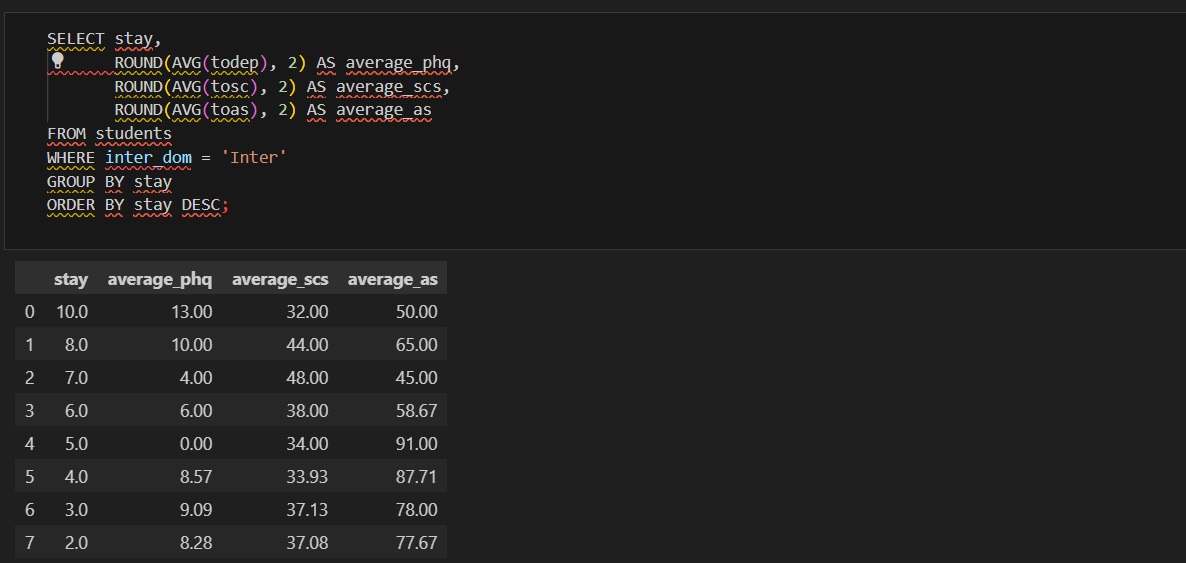 SELECT stay,
ROUND(AVG(todep), 2) AS average_phq,
ROUND(AVG(tosc), 2) AS average_scs,
ROUND(AVG(toas), 2) AS average_as
FROM students
WHERE inter_dom = 'Inter'
GROUP BY stay
ORDER BY stay DESC;
stay average_phq average_scs average_as
0 10.0 13.00 32.00 50.00
1 8.0 10.00 44.00 65.00
2 7.0 4.00 48.00 45.00
3 6.0 6.00 38.00 58.67
4 5.0 0.00 34.00 91.00
5 4.0 8.57 33.93 87.71
6 3.0 9.09 37.13 78.00
7 2.0 8.28 37.08 77.67